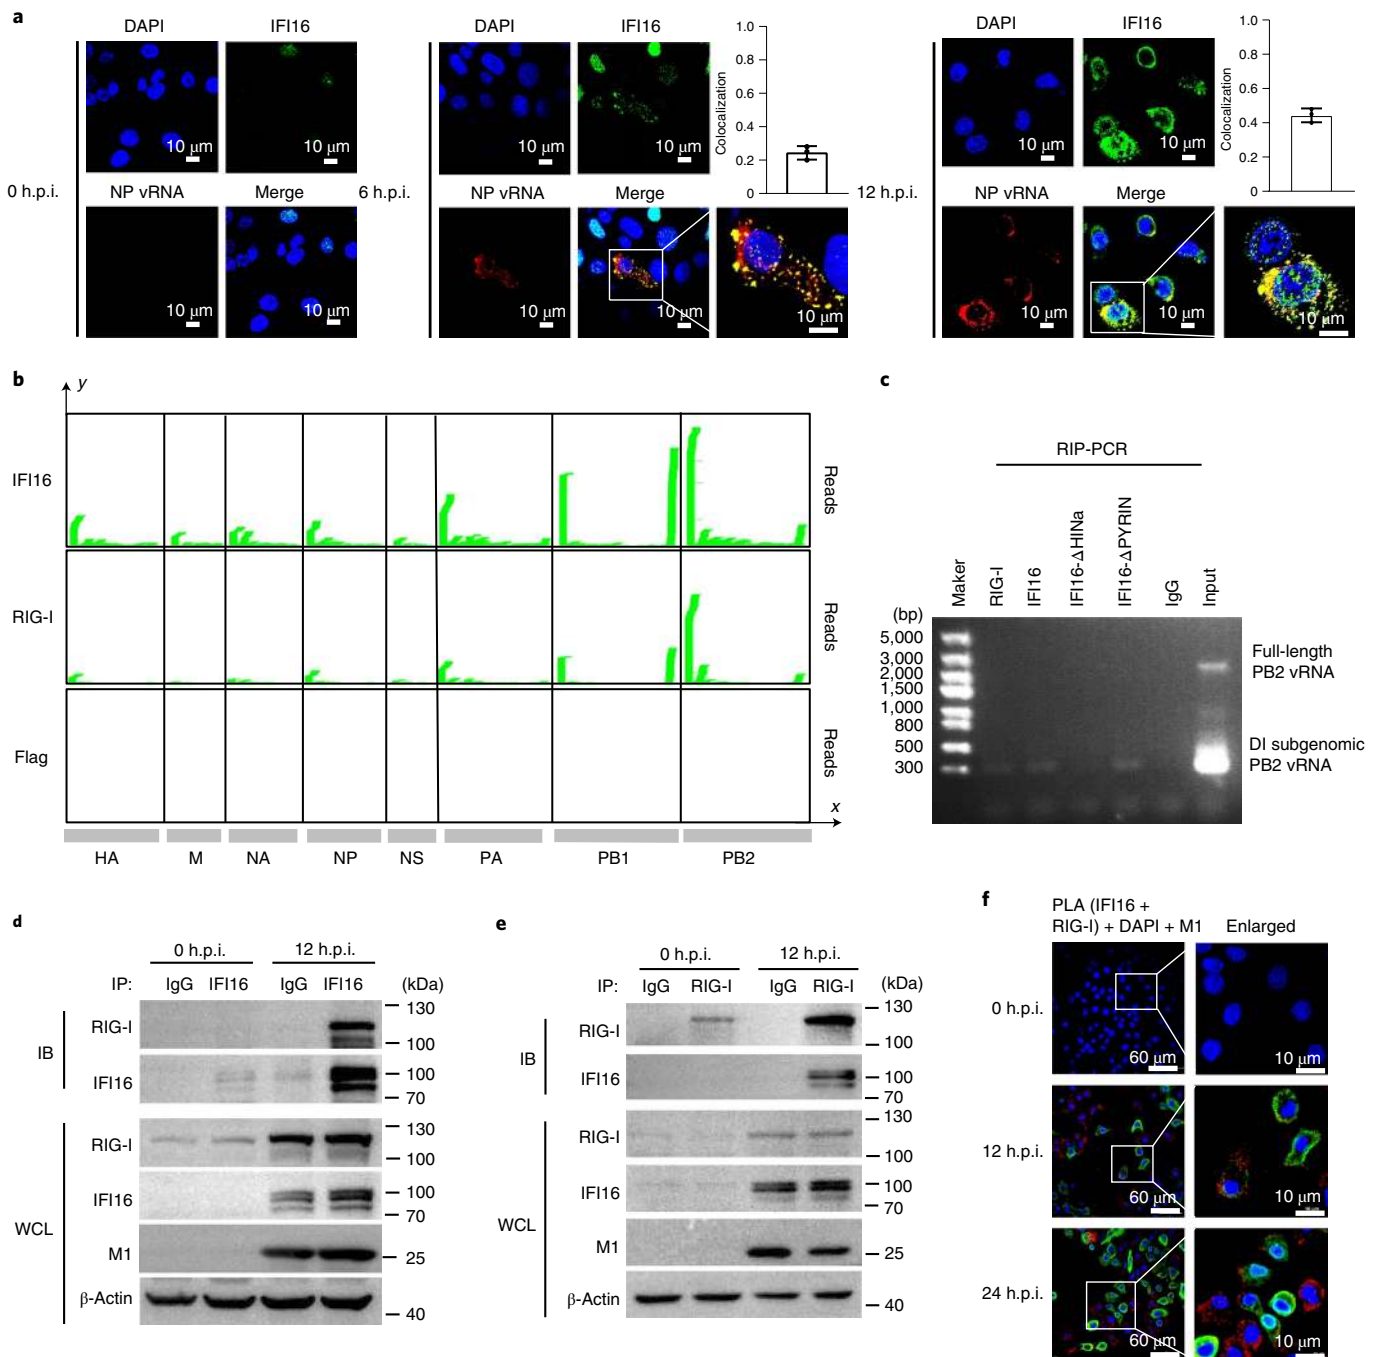 a
DAPI IFI16
10 μm 10 μm
0 h.p.i. NP vRNA Merge
10 μm 10 μm
DAPI IFI16
10 μm 10 μm
6 h.p.i. NP vRNA Merge
10 μm 10 μm 10 μm
Colocalization
1.0
0.8
0.6
0.4
0.2
0
DAPI IFI16
10 μm 10 μm
12 h.p.i. NP vRNA Merge
10 μm 10 μm 10 μm
Colocalization
1.0
0.8
0.6
0.4
0.2
0
b
y
IFI16 Reads
RIG-I Reads
Flag Reads
x
HA M NA NP NS PA PB1 PB2
c
RIP-PCR
Maker RIG-I IFI16 IFI16-ΔHINa IFI16-ΔPYRIN IgG Input
(bp)
5,000
3,000
2,000
1,500
1,000
800
500
300
Full-length
PB2 vRNA
DI subgenomic
PB2 vRNA
d
0 h.p.i. 12 h.p.i.
IP: IgG IFI16 IgG IFI16 (kDa)
IB
RIG-I 130
100
IFI16 100
70
WCL
RIG-I 130
100
IFI16 100
70
M1 25
β-Actin 40
e
0 h.p.i. 12 h.p.i.
IP: IgG RIG-I IgG RIG-I (kDa)
IB
RIG-I 130
100
IFI16 100
70
WCL
RIG-I 130
100
IFI16 100
70
M1 25
β-Actin 40
f
PLA (IFI16 +
RIG-I) + DAPI + M1 Enlarged
0 h.p.i. 60 μm 10 μm
12 h.p.i. 60 μm 10 μm
24 h.p.i. 60 μm 10 μm